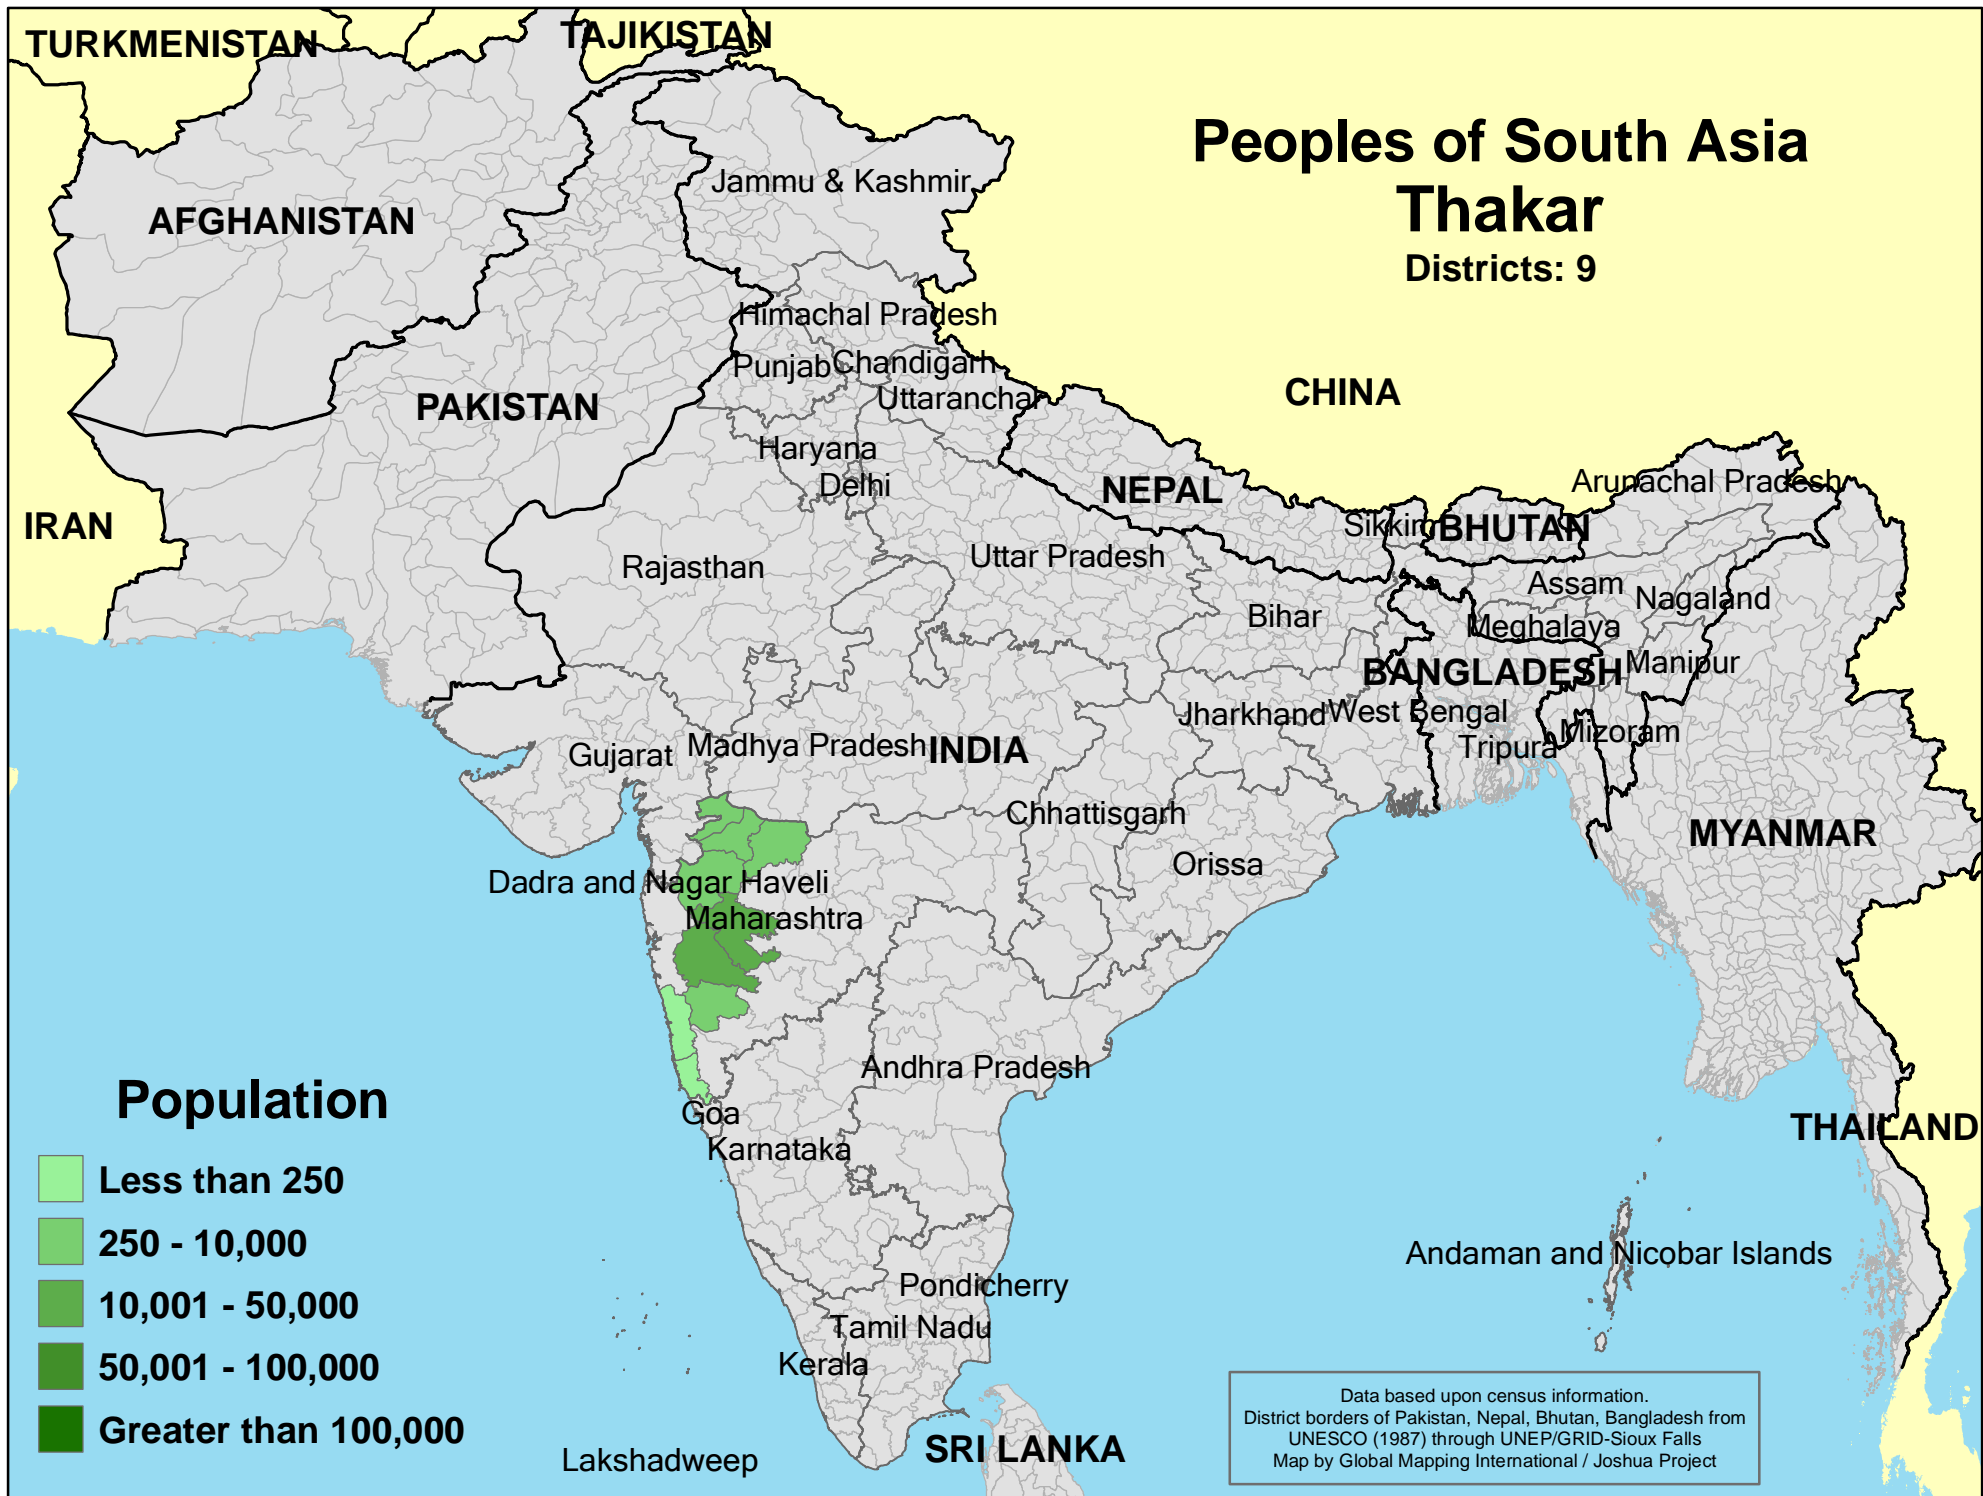 TURKMENISTAN
TAJIKISTAN
Peoples of South Asia
Thakar
Districts: 9
Jammu & Kashmir
AFGHANISTAN
Himachal Pradesh
Punjab
Chandigarh
Uttaranchal
CHINA
PAKISTAN
Haryana
Delhi
NEPAL
Arunachal Pradesh
IRAN
Sikkim
BHUTAN
Rajasthan
Uttar Pradesh
Assam
Nagaland
Bihar
Meghalaya
BANGLADESH
Manipur
Jharkhand
West Bengal
Mizoram
Tripura
Gujarat
Madhya Pradesh
INDIA
Chhattisgarh
MYANMAR
Orissa
Dadra and Nagar Haveli
Maharashtra
Andhra Pradesh
Goa
Karnataka
THAILAND
Andaman and Nicobar Islands
Pondicherry
Tamil Nadu
Kerala
Lakshadweep
SRI LANKA
Population
Less than 250
250 - 10,000
10,001 - 50,000
50,001 - 100,000
Greater than 100,000
Data based upon census information.
District borders of Pakistan, Nepal, Bhutan, Bangladesh from
UNESCO (1987) through UNEP/GRID-Sioux Falls
Map by Global Mapping International / Joshua Project